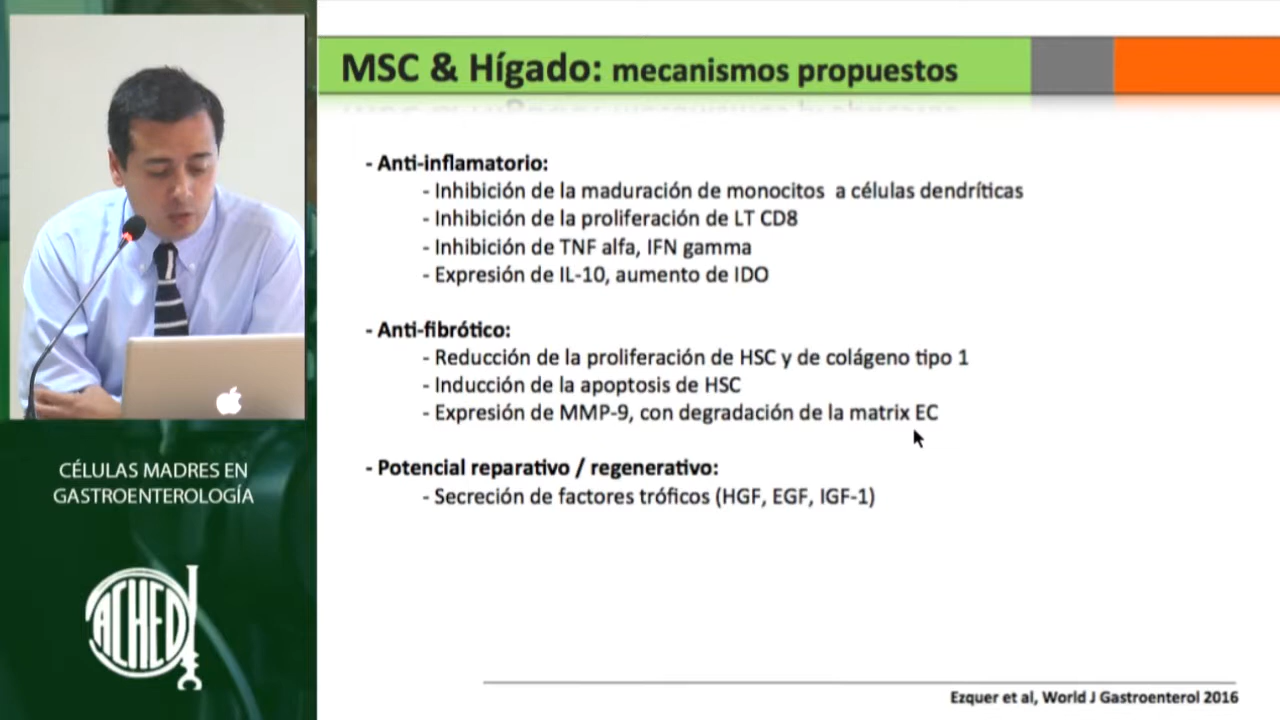 MSC & Hígado: mecanismos propuestos
- Anti-inflamatorio:
- Inhibición de la maduración de monocitos a células dendríticas
- Inhibición de la proliferación de LT CD8
- Inhibición de TNF alfa, IFN gamma
- Expresión de IL-10, aumento de IDO
- Anti-fibrótico:
- Reducción de la proliferación de HSC y de colágeno tipo 1
- Inducción de la apoptosis de HSC
- Expresión de MMP-9, con degradación de la matrix EC
- Potencial reparativo / regenerativo:
- Secreción de factores tróficos (HGF, EGF, IGF-1)
Ezquer et al, World J Gastroenterol 2016
CÉLULAS MADRES EN
GASTROENTEROLOGÍA
ACHED